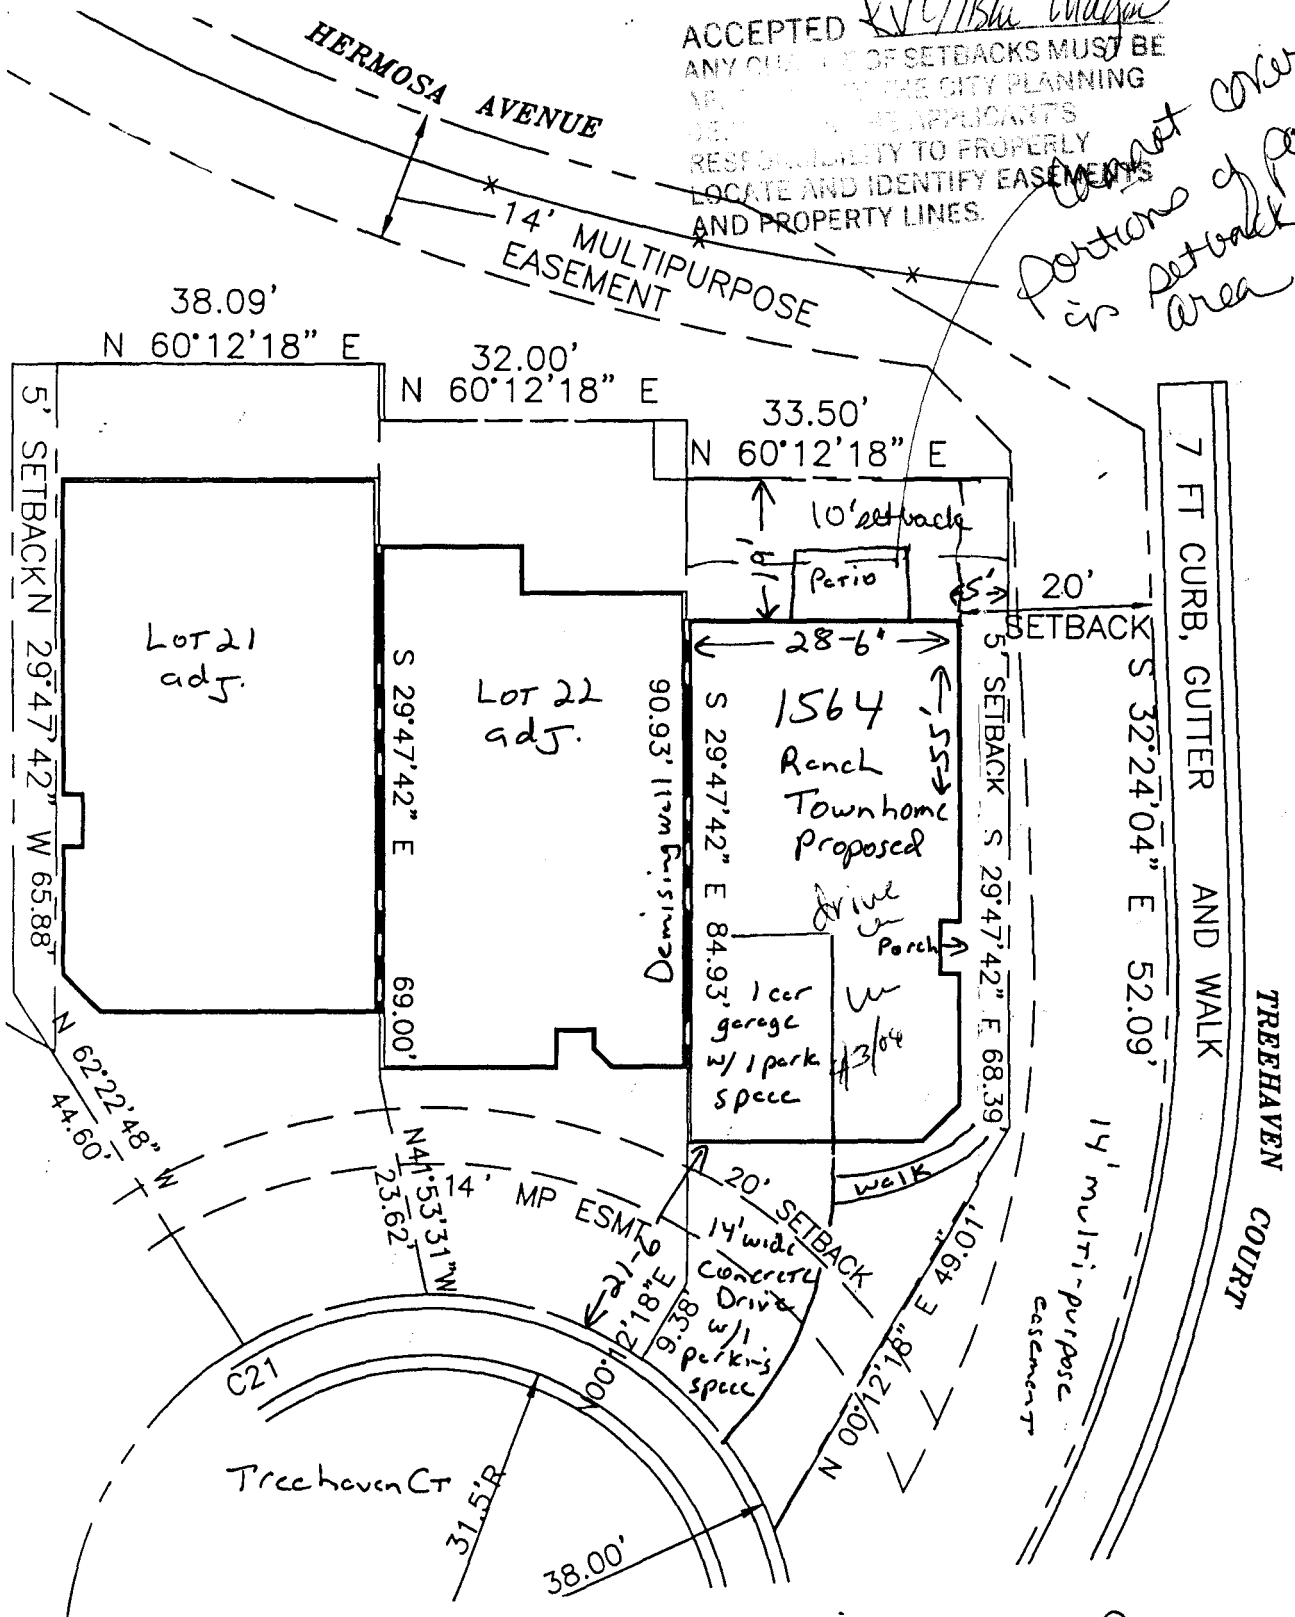 HERMOSA AVENUE
ACCEPTED
ANY OF SETBACKS MUST BE
THE CITY PLANNING
APPLICANT'S
RESPONSIBILITY TO PROPERLY
LOCATE AND IDENTIFY EASEMENTS
AND PROPERTY LINES.
cannot cover
portions of
in setback
area
14' MULTIPURPOSE
EASEMENT
38.09'
N 60°12'18" E
32.00'
N 60°12'18" E
33.50'
N 60°12'18" E
5' SETBACK
N 29°47'42" W 65.88'
10' setback
Patio
5'
20'
SETBACK
28-6"
LOT 21
adj.
LOT 22
adj.
S 29°47'42" E
69.00'
90.93'
Demising wall
S 29°47'42" E 84.93'
1564
Ranch
Townhome
Proposed
55'
drive
Porch
1 car
garage
w/ 1 park
space
5' SETBACK
S 29°47'42" E 68.39'
S 32°24'04" E 52.09'
7 FT CURB, GUTTER AND WALK
TREEHAVEN COURT
14' multi-purpose
easement
N 62°22'48" W
44.60'
N41°53'31"W
23.62'
14' MP ESMT
20' SETBACK
walk
21-6
N00°12'18"E
9.38'
14' wide
Concrete
Drive
w/1
parking
space
N 00°12'18" E 49.01'
C21
Treehaven CT
31.5'R
38.00'